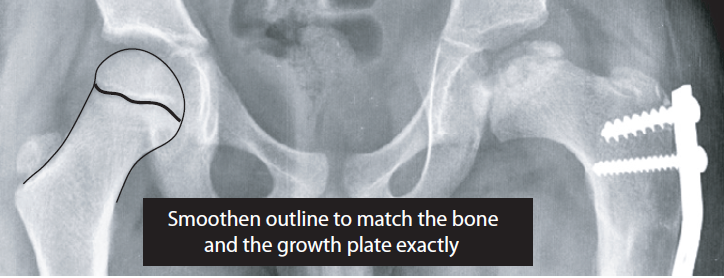 Smoothen outline to match the bone
and the growth plate exactly